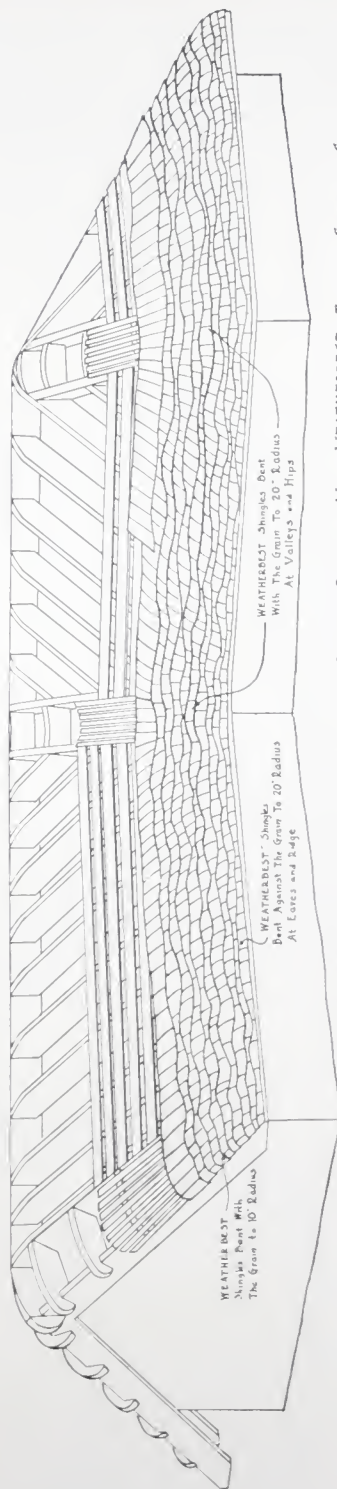 WEATHERBEST
Shingles Bent With
The Grain to 10" Radius
"WEATHERBEST" Shingles
Bent Against The Grain To 20" Radius
At Eaves and Ridge
WEATHERBEST Shingles Bent
With The Grain To 20" Radius
At Valleys and Hips